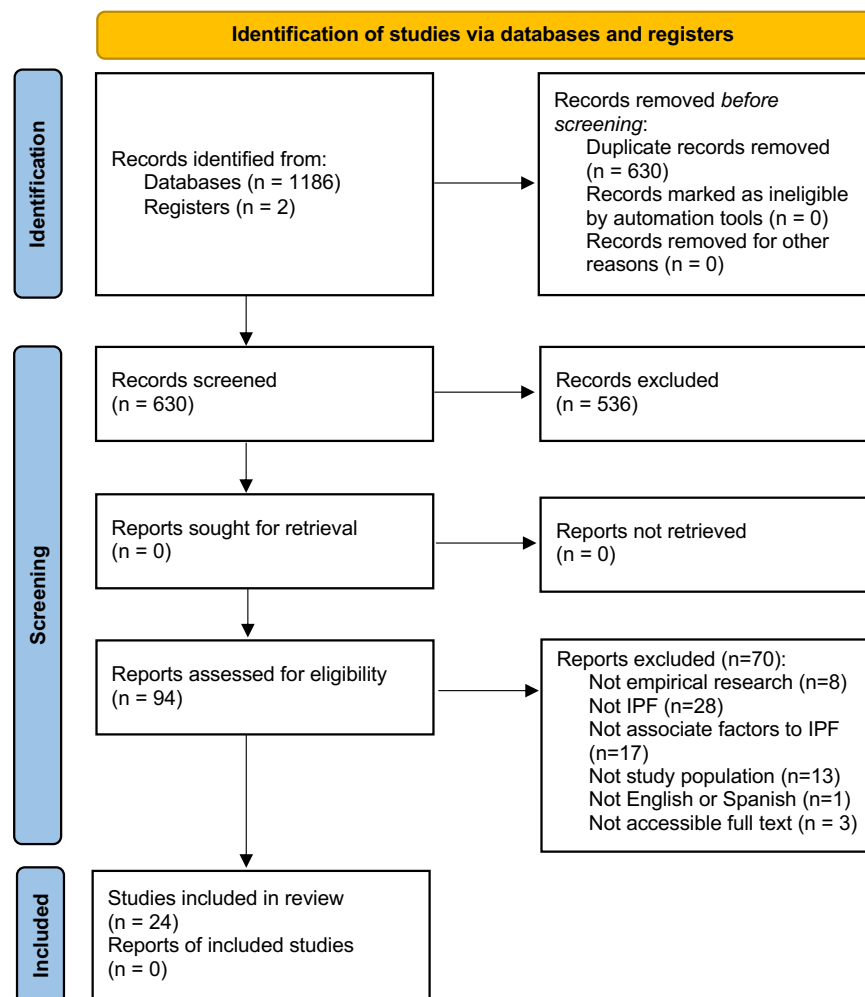 Identification of studies via databases and registers
Identification
Records identified from:
Databases (n = 1186)
Registers (n = 2)
Records removed before
screening:
Duplicate records removed
(n = 630)
Records marked as ineligible
by automation tools (n = 0)
Records removed for other
reasons (n = 0)
Screening
Records screened
(n = 630)
Records excluded
(n = 536)
Reports sought for retrieval
(n = 0)
Reports not retrieved
(n = 0)
Reports assessed for eligibility
(n = 94)
Reports excluded (n=70):
Not empirical research (n=8)
Not IPF (n=28)
Not associate factors to IPF
(n=17)
Not study population (n=13)
Not English or Spanish (n=1)
Not accessible full text (n = 3)
Included
Studies included in review
(n = 24)
Reports of included studies
(n = 0)